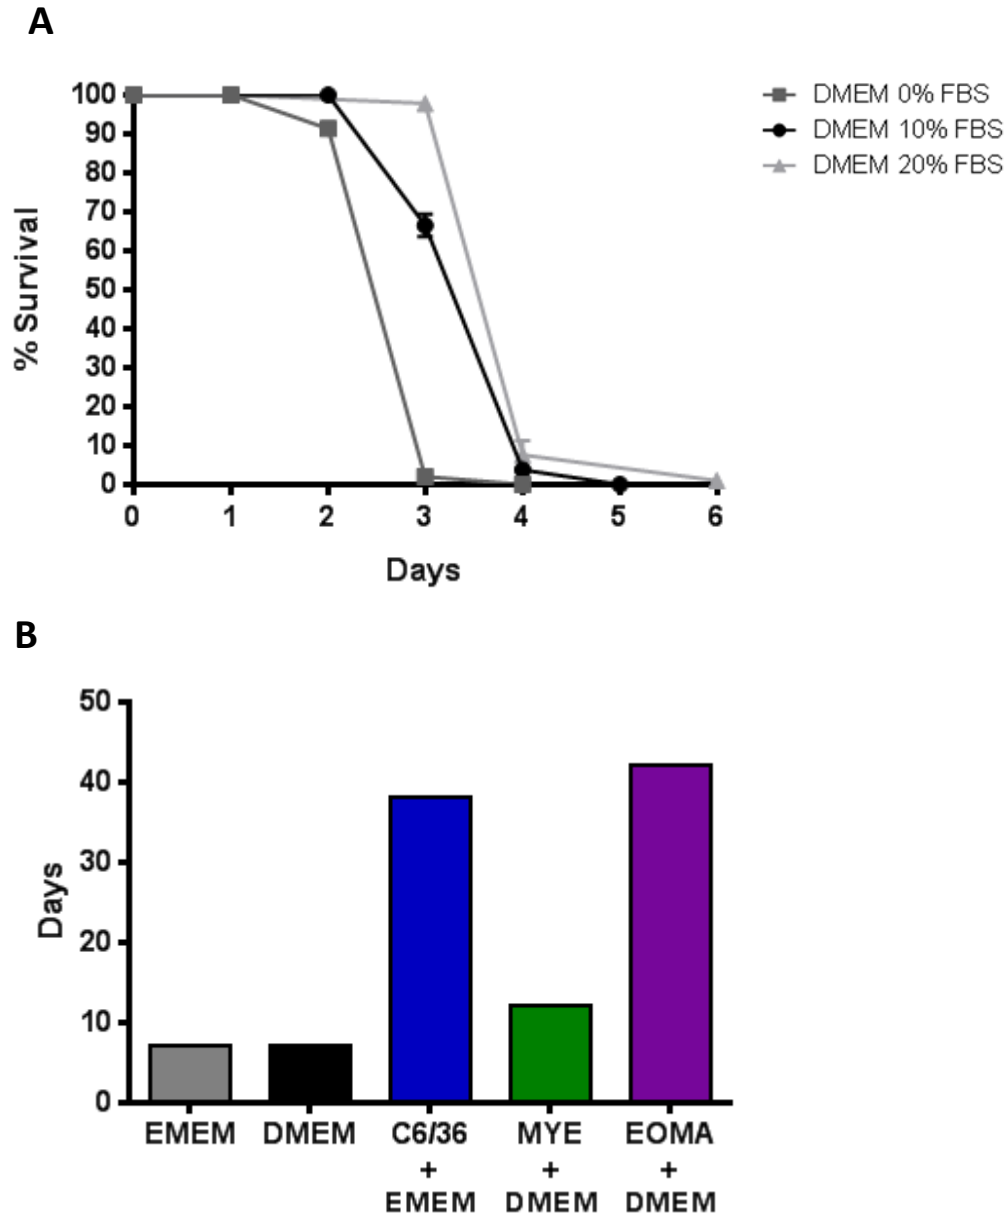 A
100
90
80
70
60
50
40
30
20
10
0
% Survival
0 1 2 3 4 5 6
Days
DMEM 0% FBS
DMEM 10% FBS
DMEM 20% FBS
B
50
40
30
20
10
0
Days
EMEM DMEM C6/36 MYE EOMA
+ + +
EMEM DMEM DMEM